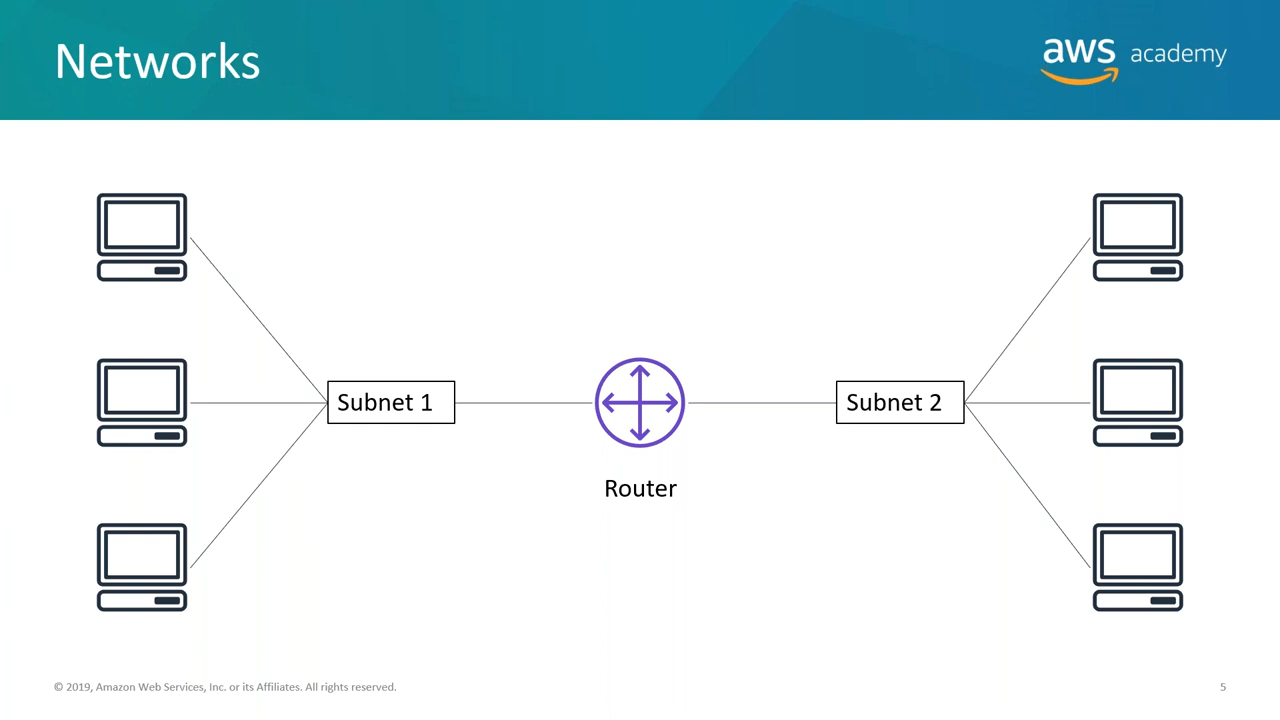 Networks
aws academy
Subnet 1
Subnet 2
Router
© 2019, Amazon Web Services, Inc. or its Affiliates. All rights reserved.
5